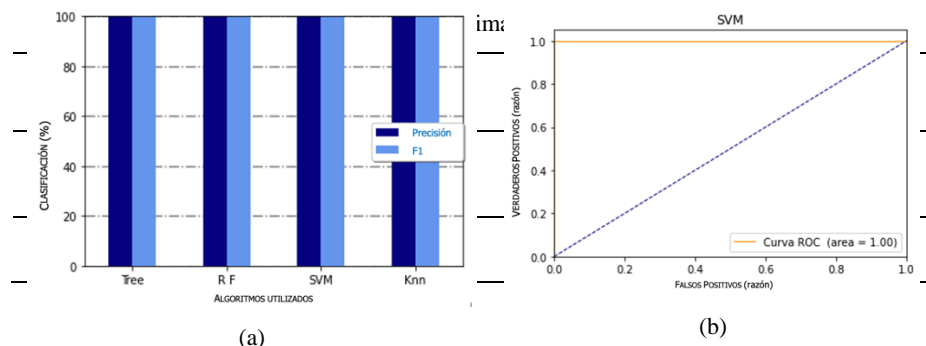 100
80
60
40
20
0
CLASIFICACIÓN (%)
Precisión
F1
Tree R F SVM Knn
ALGORITMOS UTILIZADOS
(a)
SVM
1.0
0.8
0.6
0.4
0.2
0.0
VERDADEROS POSITIVOS (razón)
Curva ROC (area = 1.00)
0.0 0.2 0.4 0.6 0.8 1.0
FALSOS POSITIVOS (razón)
(b)